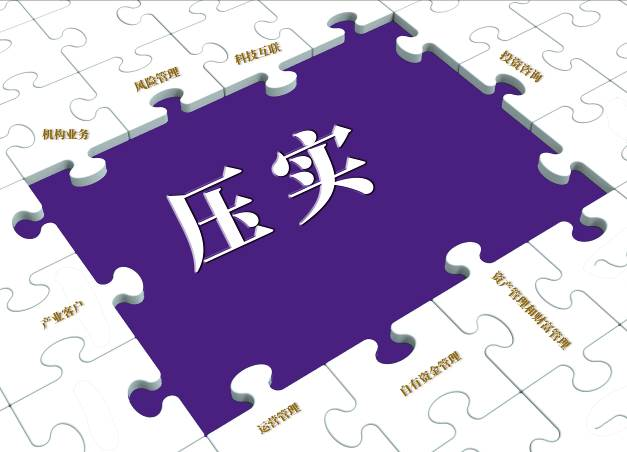 科技互联
投资咨询
风险管理
机构业务
压实
产业客户
资产管理和财富管理
自有资金管理
运营管理